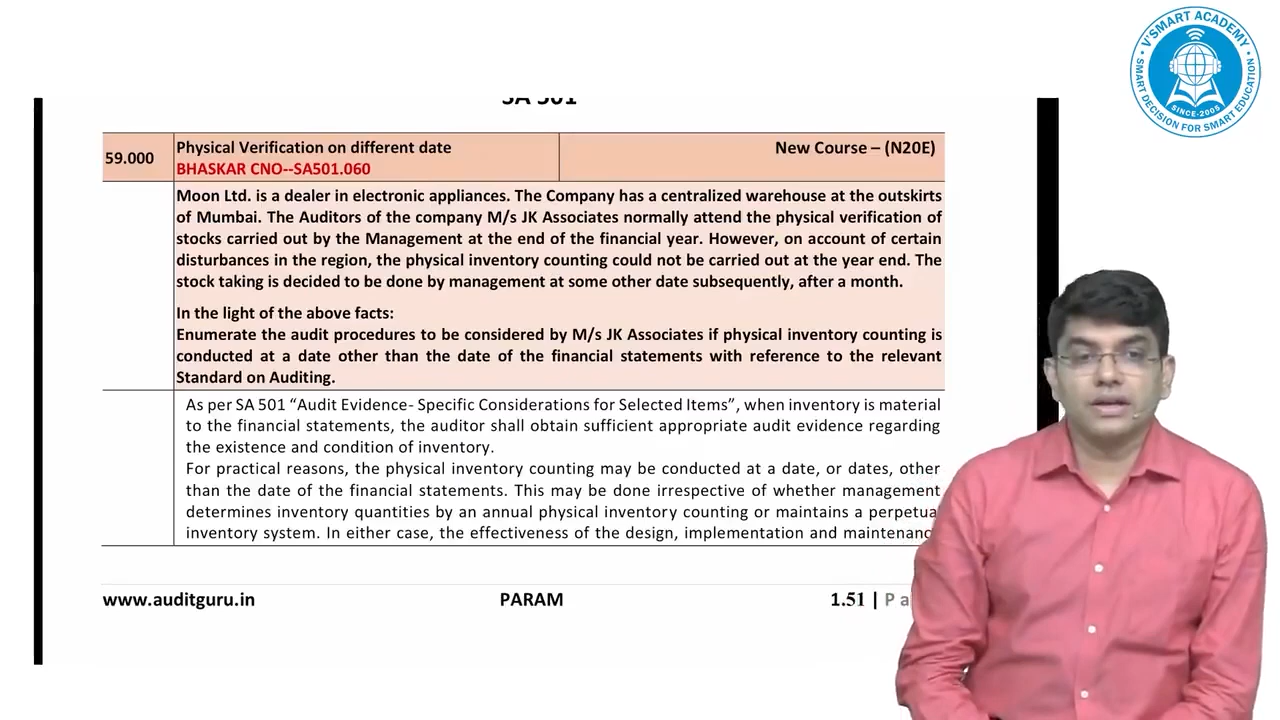 V'SMART ACADEMY
SINCE-2005
SMART DECISION FOR SMART EDUCATION
SA 501
59.000
Physical Verification on different date
New Course – (N20E)
BHASKAR CNO--SA501.060
Moon Ltd. is a dealer in electronic appliances. The Company has a centralized warehouse at the outskirts
of Mumbai. The Auditors of the company M/s JK Associates normally attend the physical verification of
stocks carried out by the Management at the end of the financial year. However, on account of certain
disturbances in the region, the physical inventory counting could not be carried out at the year end. The
stock taking is decided to be done by management at some other date subsequently, after a month.
In the light of the above facts:
Enumerate the audit procedures to be considered by M/s JK Associates if physical inventory counting is
conducted at a date other than the date of the financial statements with reference to the relevant
Standard on Auditing.
As per SA 501 “Audit Evidence- Specific Considerations for Selected Items”, when inventory is material
to the financial statements, the auditor shall obtain sufficient appropriate audit evidence regarding
the existence and condition of inventory.
For practical reasons, the physical inventory counting may be conducted at a date, or dates, other
than the date of the financial statements. This may be done irrespective of whether management
determines inventory quantities by an annual physical inventory counting or maintains a perpetua
inventory system. In either case, the effectiveness of the design, implementation and maintenanc
www.auditguru.in
PARAM
1.51 | P a